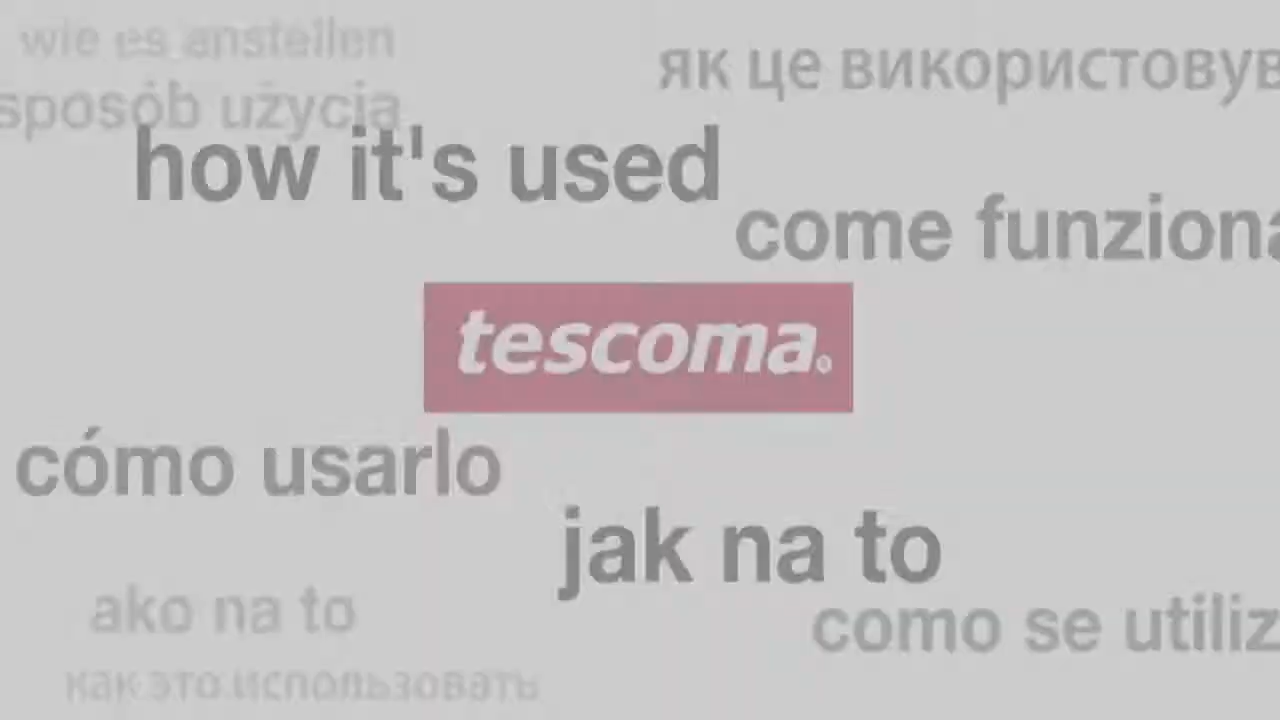 wie es anstellen
як це використовув
sposób użycia
how it's used
come funziona
tescoma®
cómo usarlo
jak na to
ako na to
como se utiliz
как это использовать